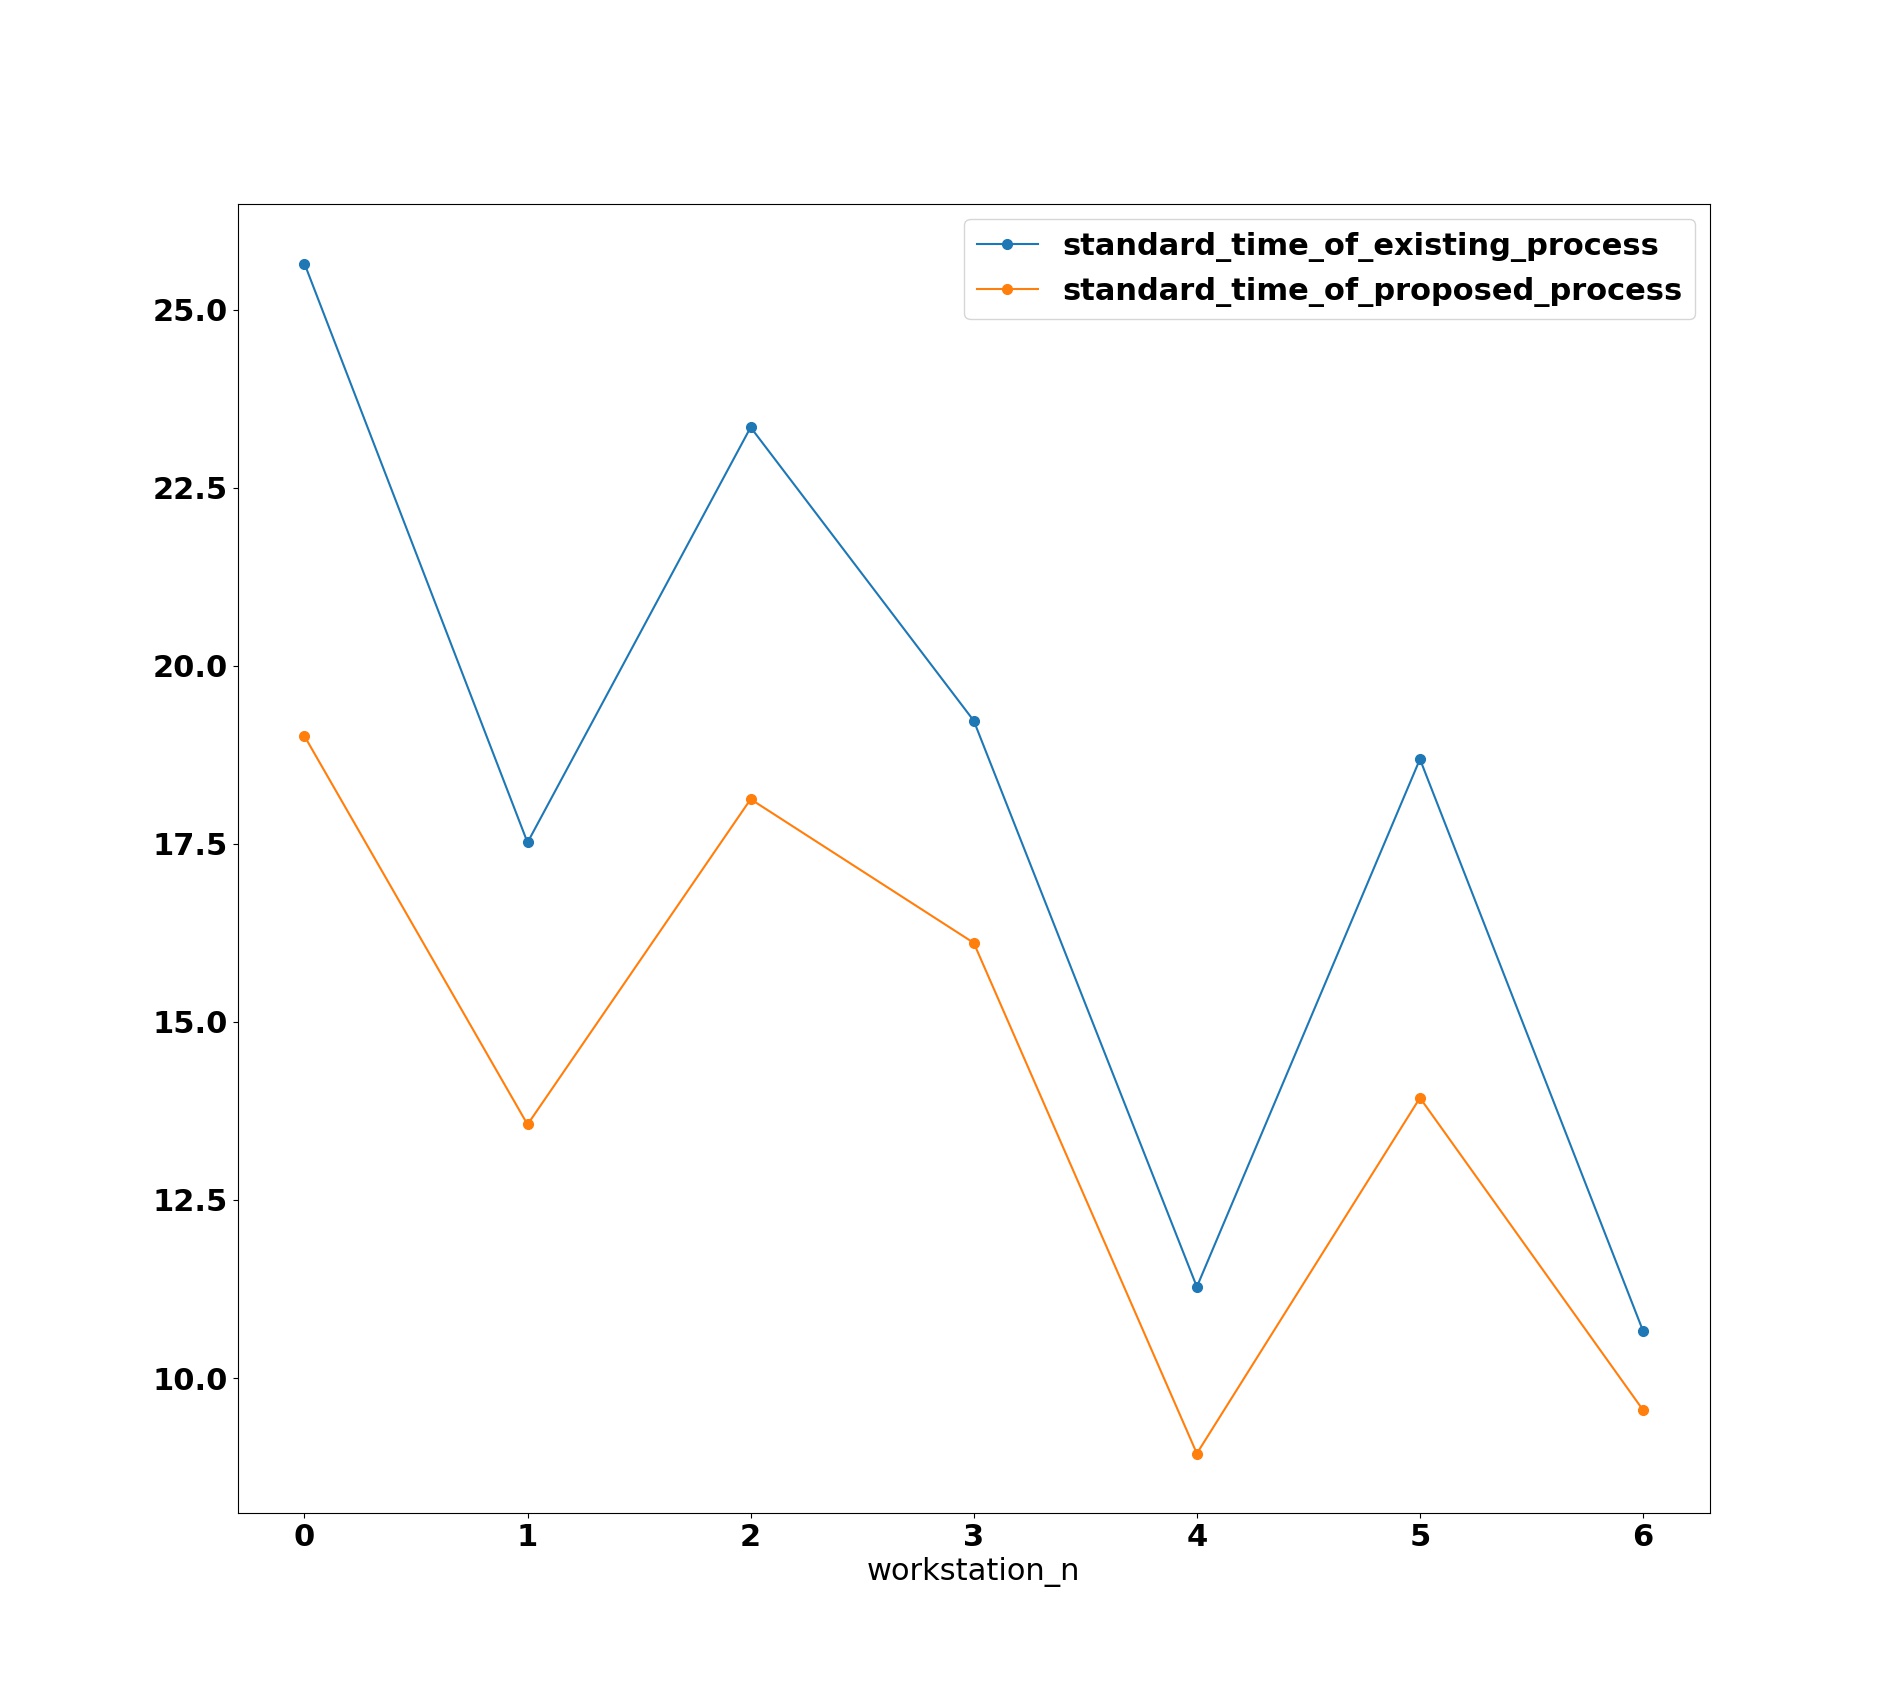 standard_time_of_existing_process
standard_time_of_proposed_process
25.0
22.5
20.0
17.5
15.0
12.5
10.0
0 1 2 3 4 5 6
workstation_n